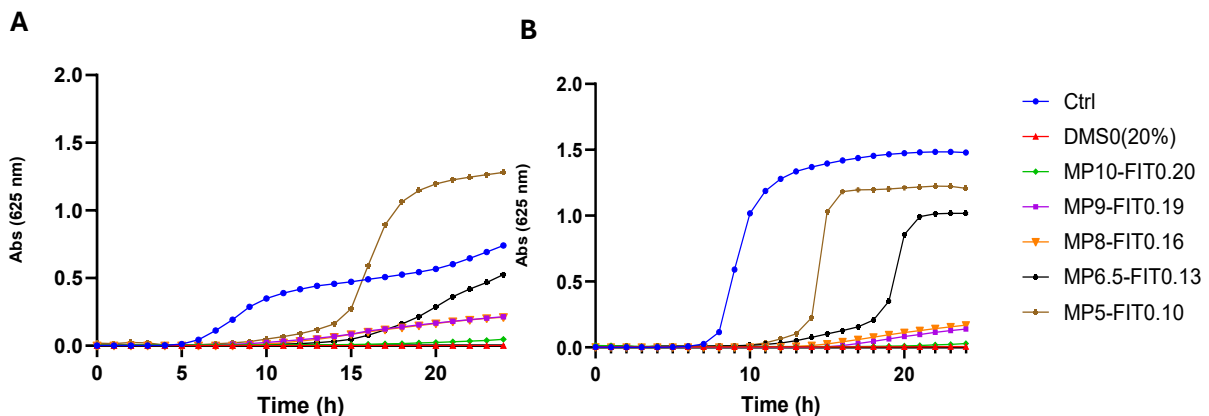 A
B
2.0
1.5
1.0
0.5
0.0
Abs (625 nm)
0
5
10
15
20
Time (h)
2.0
1.5
1.0
0.5
0.0
Abs (625 nm)
0
10
20
Time (h)
Ctrl
DMS0(20%)
MP10-FIT0.20
MP9-FIT0.19
MP8-FIT0.16
MP6.5-FIT0.13
MP5-FIT0.10